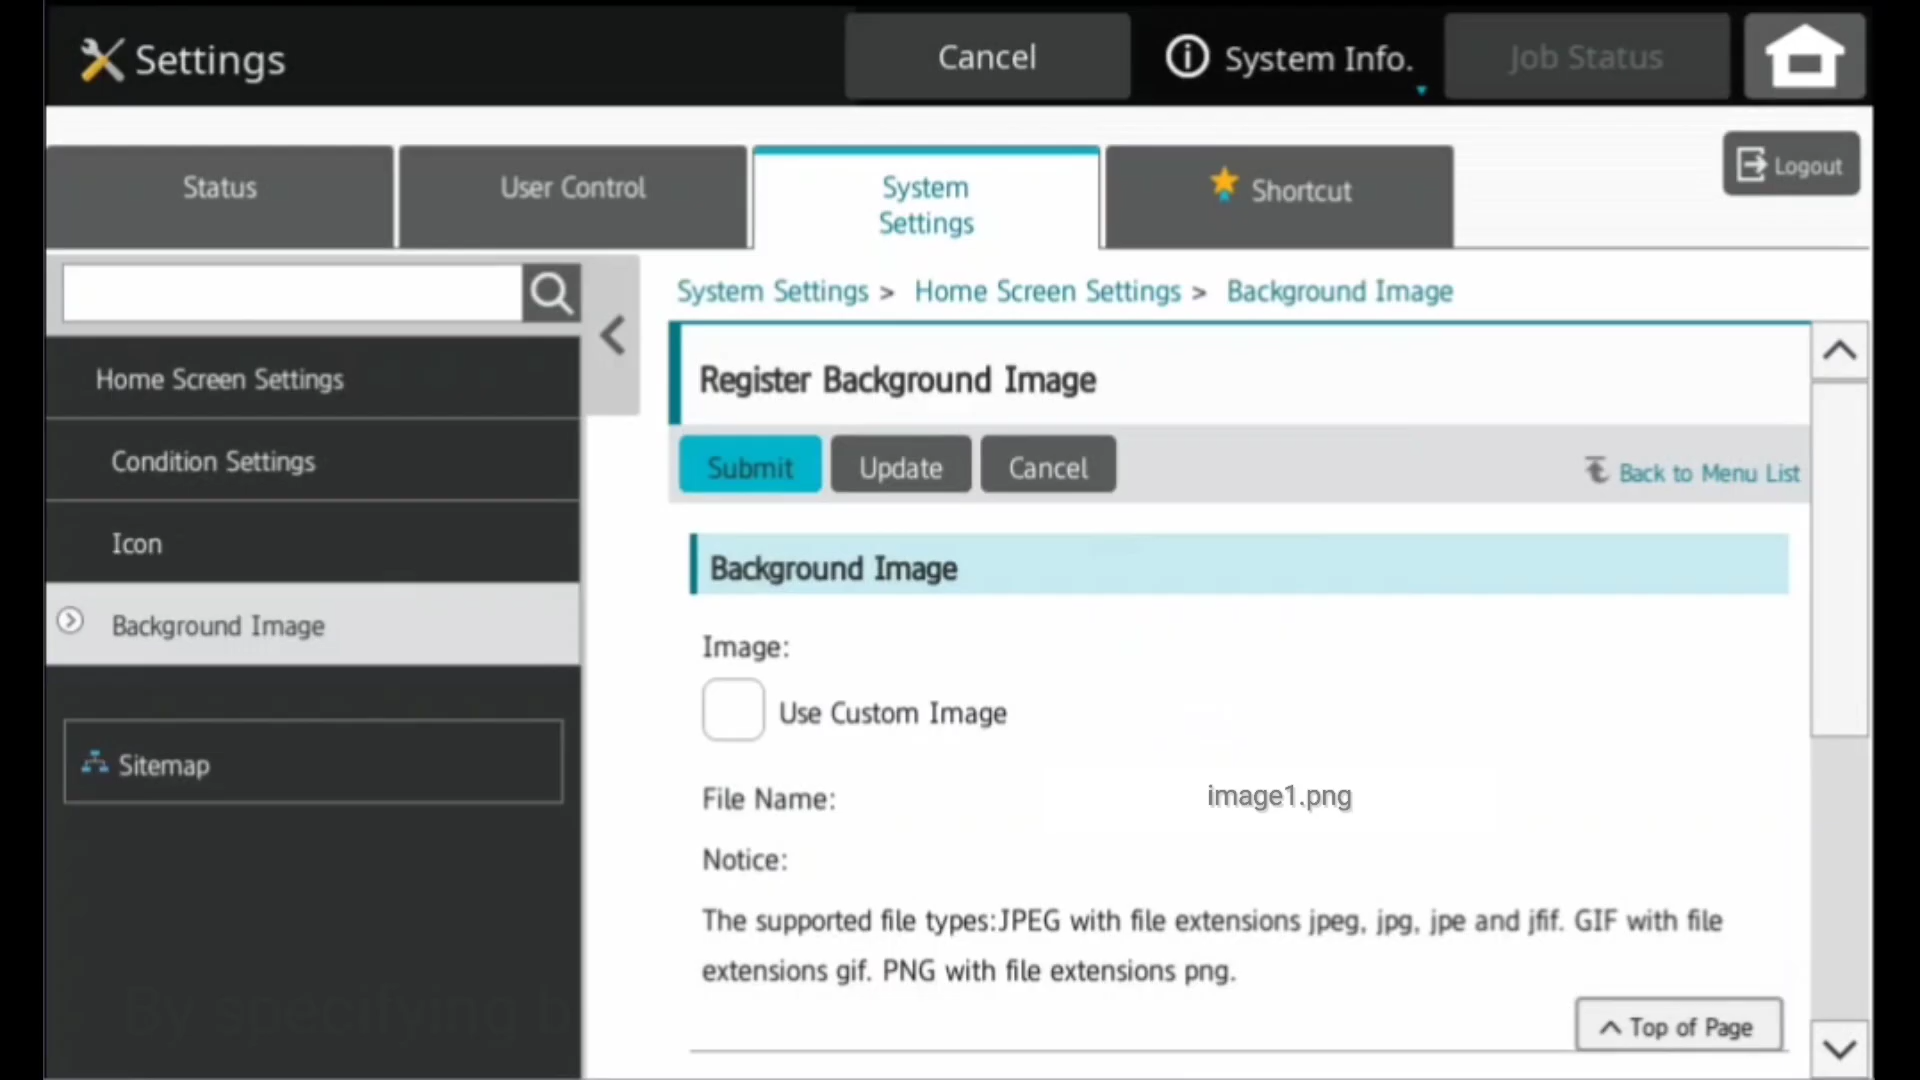 Settings
Cancel
System Info.
Job Status
Status
User Control
System
Settings
Shortcut
Logout
System Settings > Home Screen Settings > Background Image
Home Screen Settings
Condition Settings
Icon
Background Image
Sitemap
Register Background Image
Submit
Update
Cancel
Back to Menu List
Background Image
Image:
Use Custom Image
File Name:
image1.png
Notice:
The supported file types:JPEG with file extensions jpeg, jpg, jpe and jfif. GIF with file
extensions gif. PNG with file extensions png.
Top of Page
By specifying b